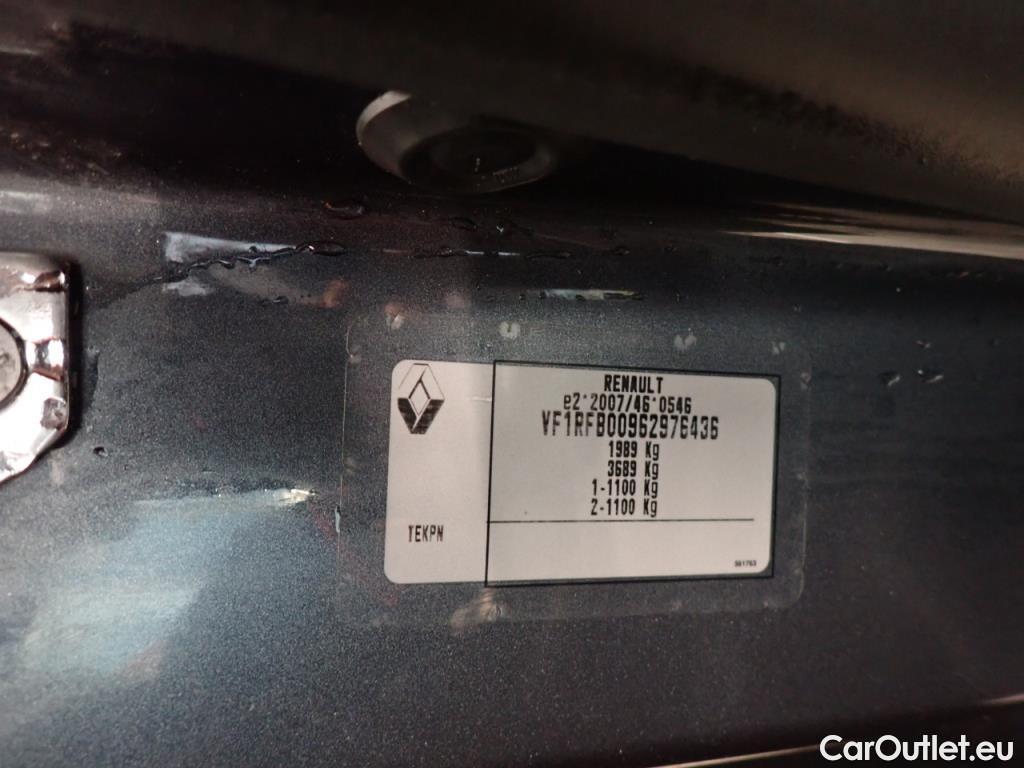 RENAULT
e2*2007/46*0546
VF1RFB00962976436
1989 Kg
3689 Kg
1-1100 Kg
2-1100 Kg
TEKPN
561763
CarOutlet.eu